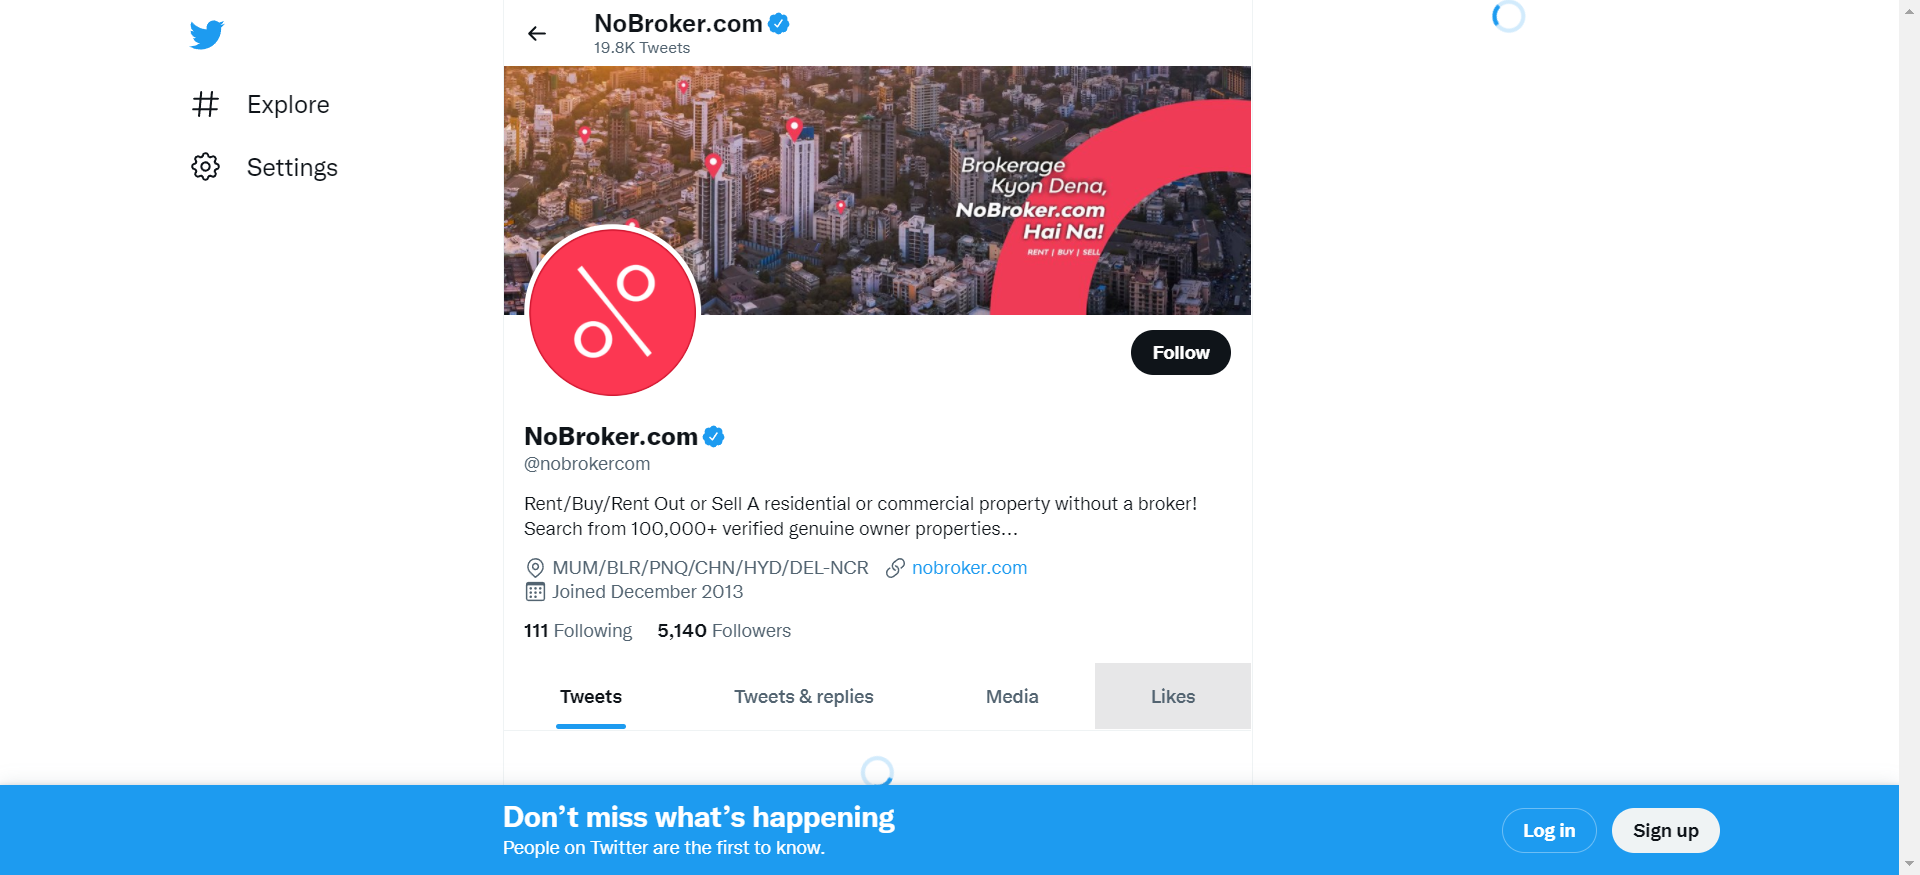 NoBroker.com
19.8K Tweets
Explore
Settings
Brokerage
Kyon Dena,
NoBroker.com
Hai Na!
RENT | BUY | SELL
%
Follow
NoBroker.com
@nobrokercom
Rent/Buy/Rent Out or Sell A residential or commercial property without a broker!
Search from 100,000+ verified genuine owner properties...
MUM/BLR/PNQ/CHN/HYD/DEL-NCR nobroker.com
Joined December 2013
111 Following 5,140 Followers
Tweets Tweets & replies Media Likes
Don’t miss what’s happening
People on Twitter are the first to know.
Log in Sign up